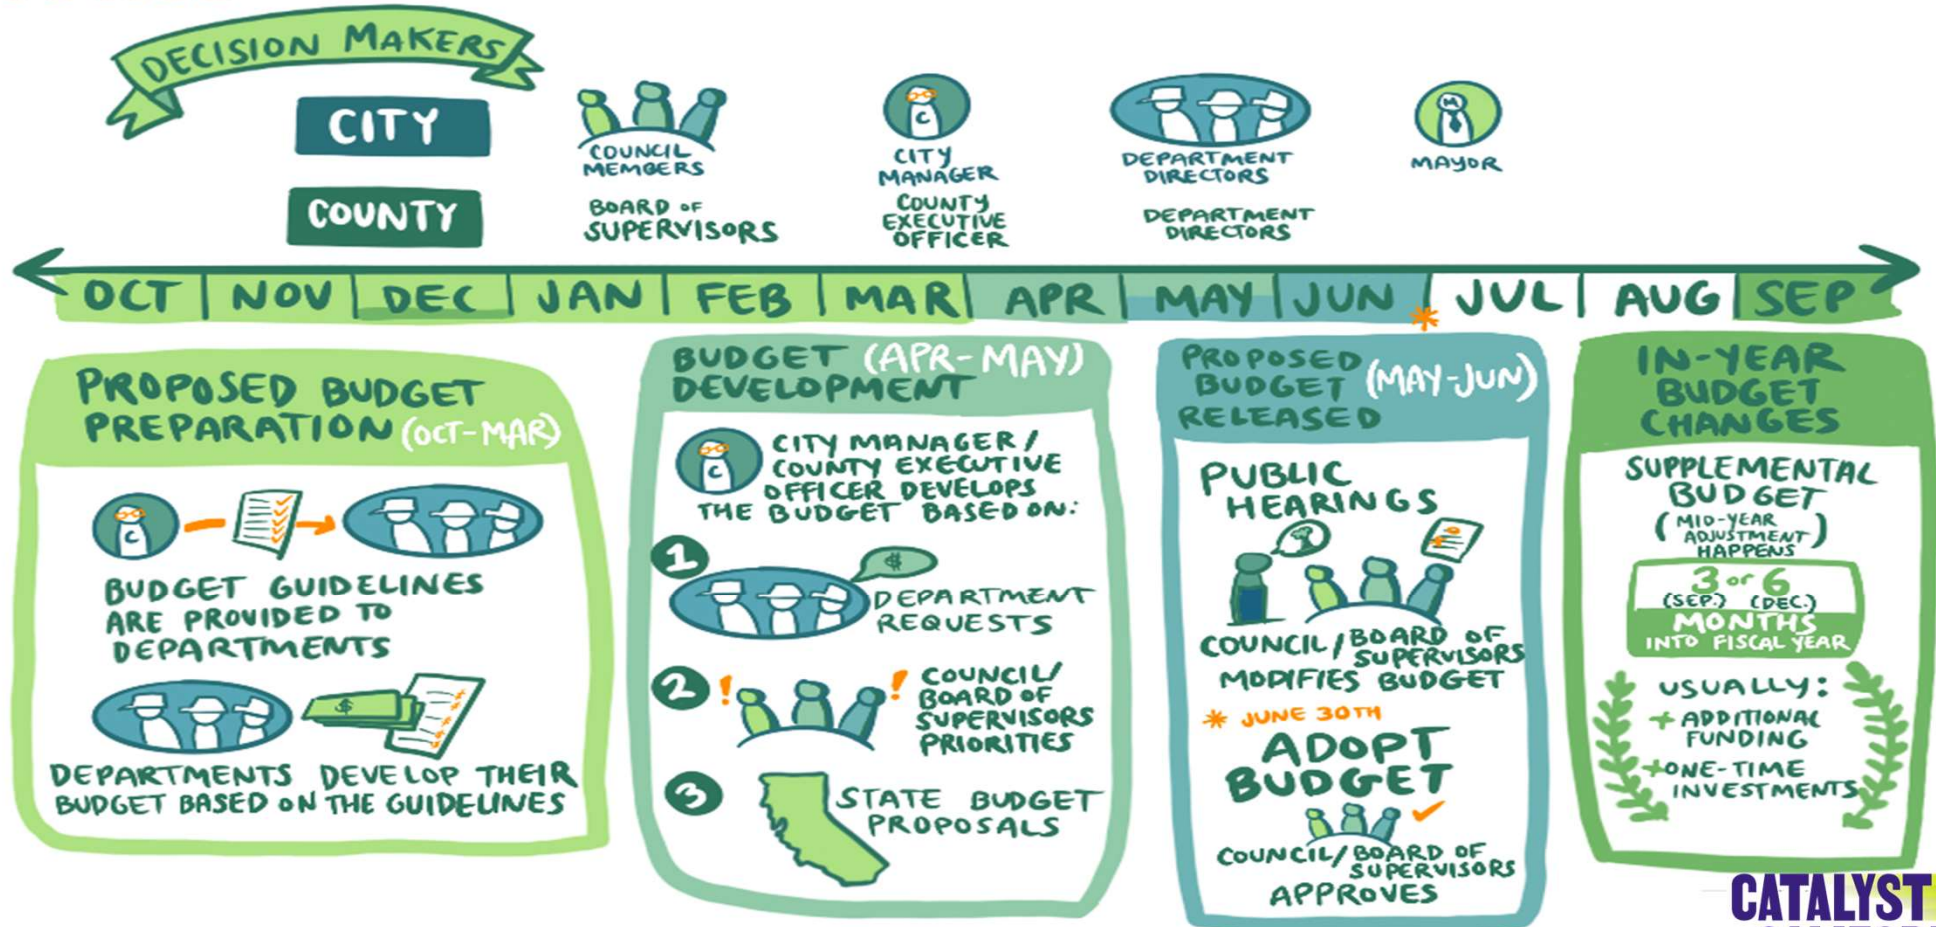 DECISION MAKERS
CITY
COUNCIL
MEMBERS
CITY
MANAGER
DEPARTMENT
DIRECTORS
M
MAYOR
COUNTY
BOARD OF
SUPERVISORS
COUNTY
EXECUTIVE
OFFICER
DEPARTMENT
DIRECTORS
C
OCT NOV DEC JAN FEB MAR APR MAY JUN * JUL AUG SEP
PROPOSED BUDGET
PREPARATION (OCT-MAR)
C
BUDGET GUIDELINES
ARE PROVIDED TO
DEPARTMENTS
$
DEPARTMENTS DEVELOP THEIR
BUDGET BASED ON THE GUIDELINES
BUDGET (APR-MAY)
DEVELOPMENT
C
CITY MANAGER/
COUNTY EXECUTIVE
OFFICER DEVELOPS
THE BUDGET BASED ON:
1
$
DEPARTMENT
REQUESTS
2
! !
COUNCIL/
BOARD OF
SUPERVISORS
PRIORITIES
3
STATE BUDGET
PROPOSALS
PROPOSED
BUDGET (MAY-JUN)
RELEASED
PUBLIC
HEARINGS
COUNCIL/BOARD OF
SUPERVISORS
MODIFIES BUDGET
* JUNE 30TH
ADOPT
BUDGET
COUNCIL/BOARD OF
SUPERVISORS
APPROVES
IN-YEAR
BUDGET
CHANGES
SUPPLEMENTAL
BUDGET
(MID-YEAR
ADJUSTMENT)
HAPPENS
3 or 6
(SEP.) (DEC.)
MONTHS
INTO FISCAL YEAR
USUALLY:
+ ADDITIONAL
FUNDING
+ ONE-TIME
INVESTMENTS
CATALYST